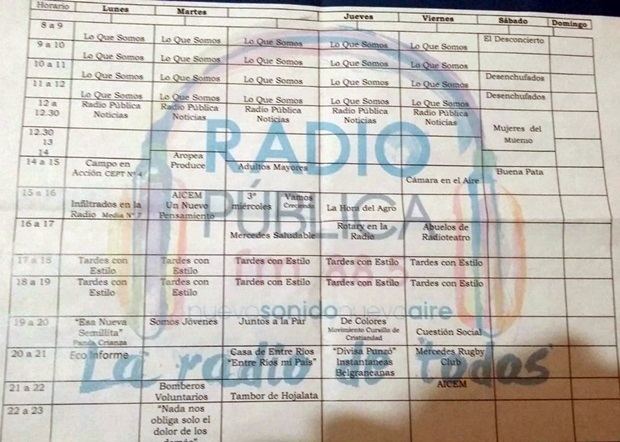 Horario Lunes Martes Jueves Viernes Sábado Domingo
8 a 9
Lo Que Somos Lo Que Somos Lo Que Somos Lo Que Somos Lo Que Somos El Desconcierto
9 a 10
Lo Que Somos Lo Que Somos Lo Que Somos Lo Que Somos Lo Que Somos
10 a 11
Lo Que Somos Lo Que Somos Lo Que Somos Lo Que Somos Lo Que Somos Desenchufados
11 a 12
Lo Que Somos Lo Que Somos Lo Que Somos Lo Que Somos Lo Que Somos Desenchufados
12 a Radio Pública Radio Pública Radio Pública Radio Pública Radio Pública
12.30 Noticias Noticias Noticias Noticias Noticias
Mujeres del
12.30 Muermo
13
14
RADIO
14 a 15 Campo en Aropea Adultos Mayores Buena Pata
Acción CEPT Nº 4 Produce Cámara en el Aire
15 a 16 AICEM 3° Vamos
Infiltrados en la Un Nuevo miércoles Creciendo La Hora del Agro
Radio Media Nº 7 Pensamiento
PÚBLICA
16 a 17 Mercedes Saludable Rotary en la Abuelos de
Radio Radioteatro
17 a 18 Tardes con Tardes con Tardes con Estilo Tardes con Estilo Tardes con Estilo
Estilo Estilo
18 a 19 Tardes con Tardes con Tardes con Estilo Tardes con Estilo Tardes con Estilo
Estilo Estilo
sonido aire
19 a 20 "Esa Nueva Somos Jóvenes Juntos a la Par De Colores Cuestión Social
Semillita" Movimiento Cursillo de
Panda Crianza Cristiandad
20 a 21 Eco Informe Casa de Entre Ríos "Divisa Punzó" Mercedes Rugby
"Entre Ríos mi País" Instantáneas Club
Belgraneanas
La radio de todos
21 a 22 Bomberos Tambor de Hojalata AICEM
Voluntarios
22 a 23 "Nada nos
obliga solo el
dolor de los
demás"